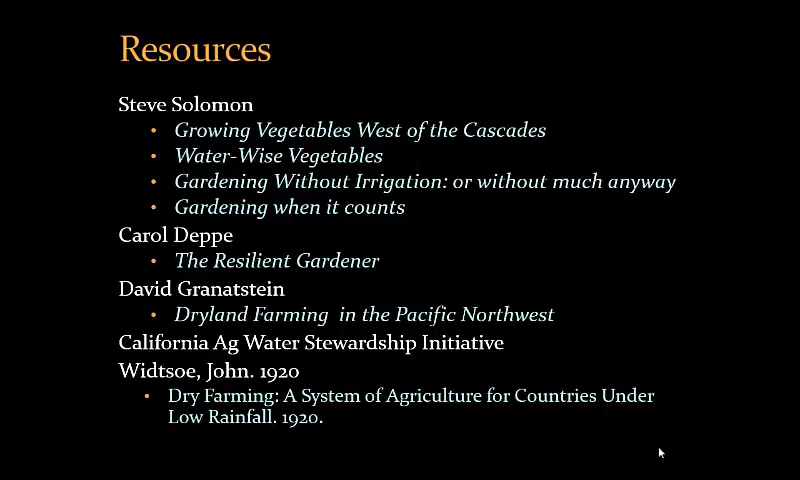 Resources
Steve Solomon
• Growing Vegetables West of the Cascades
• Water-Wise Vegetables
• Gardening Without Irrigation: or without much anyway
• Gardening when it counts
Carol Deppe
• The Resilient Gardener
David Granatstein
• Dryland Farming  in the Pacific Northwest
California Ag Water Stewardship Initiative
Widtsoe, John. 1920
• Dry Farming: A System of Agriculture for Countries Under
Low Rainfall. 1920.